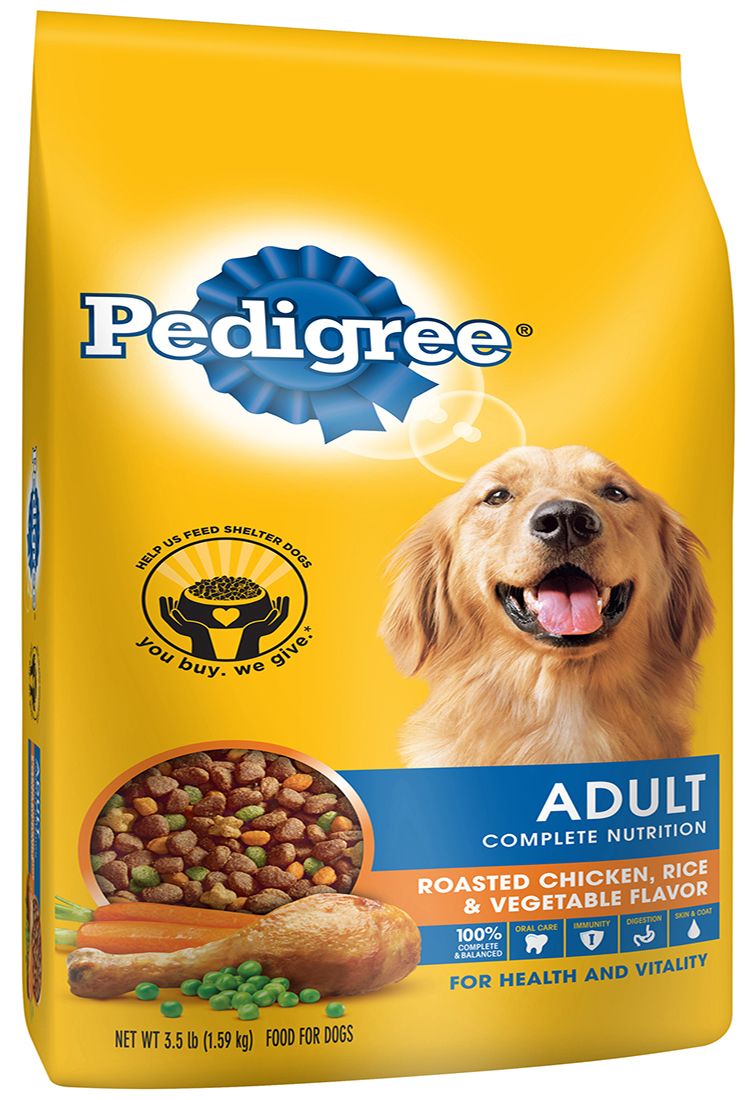 Pedigree®
HELP US FEED SHELTER DOGS
you buy. we give.*
ADULT
COMPLETE NUTRITION
ROASTED CHICKEN, RICE
& VEGETABLE FLAVOR
100%
COMPLETE
& BALANCED
ORAL CARE
IMMUNITY
DIGESTION
SKIN & COAT
FOR HEALTH AND VITALITY
NET WT 3.5 lb (1.59 kg) FOOD FOR DOGS